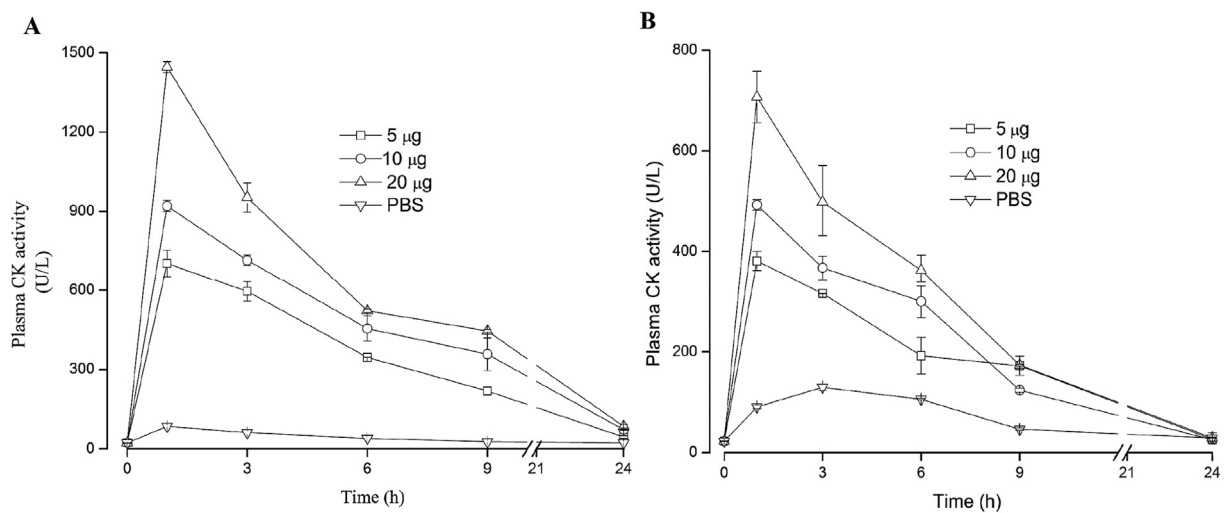 A
1500
1200
900
600
300
0
Plasma CK activity
(U/L)
5 μg
10 μg
20 μg
PBS
0
3
6
9
21
24
Time (h)
B
800
600
400
200
0
Plasma CK activity (U/L)
5 μg
10 μg
20 μg
PBS
0
3
6
9
21
24
Time (h)